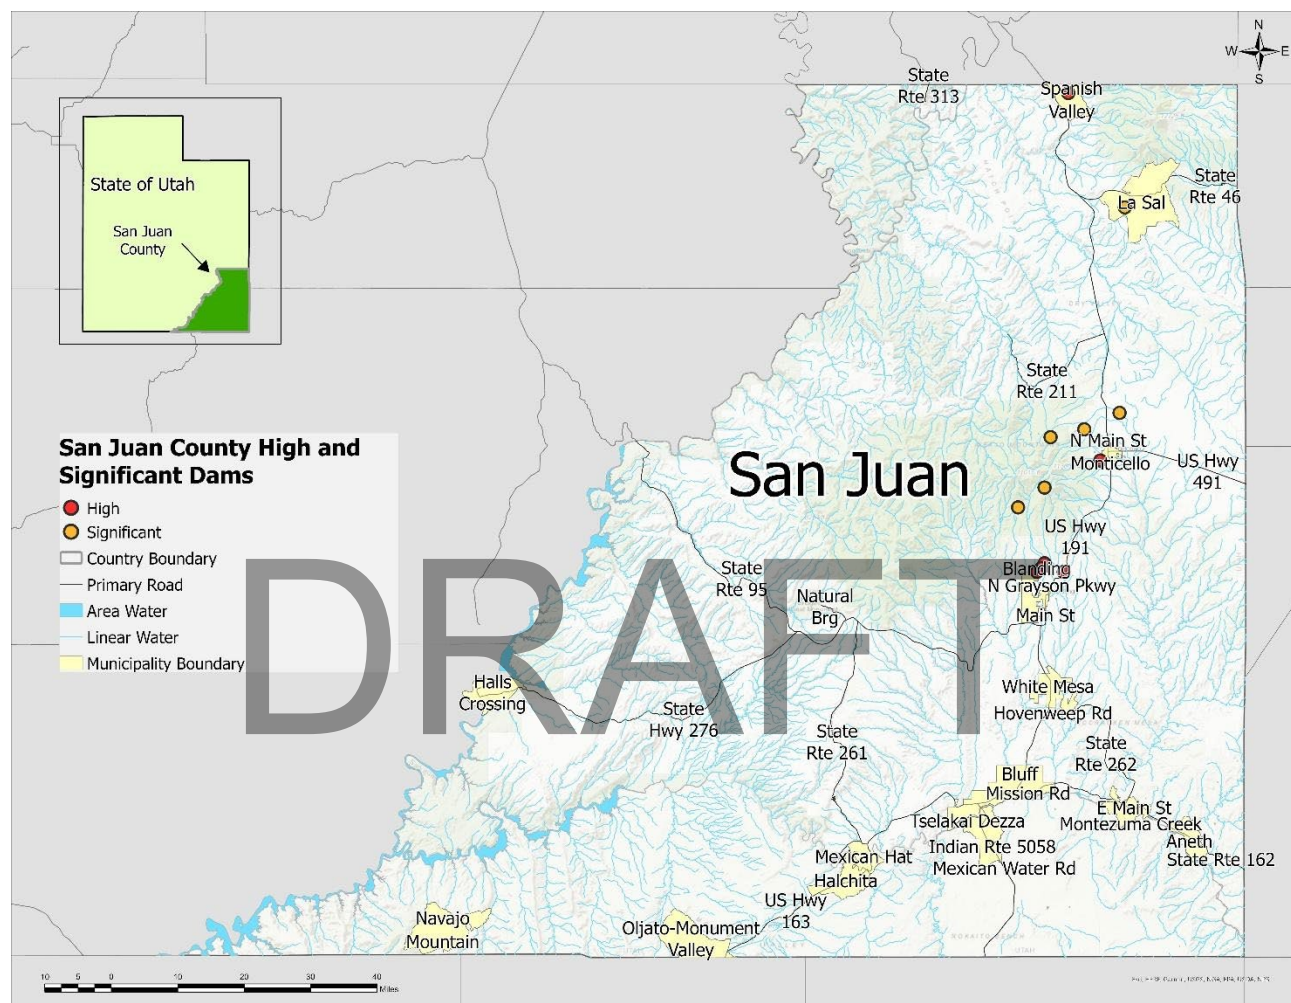 N
W E
S
State
Rte 313
Spanish
Valley
State of Utah
San Juan
County
La Sal
State
Rte 46
State
Rte 211
San Juan County High and
Significant Dams
High
Significant
Country Boundary
Primary Road
Area Water
Linear Water
Municipality Boundary
San Juan
N Main St
Monticello
US Hwy
491
US Hwy
191
Blanding
N Grayson Pkwy
Main St
State
Rte 95
Natural
Brg
DRAFT
Halls
Crossing
State
Hwy 276
State
Rte 261
White Mesa
Hovenweep Rd
State
Rte 262
Bluff
Mission Rd
E Main St
Montezuma Creek
Aneth
State Rte 162
Tselakai Dezza
Indian Rte 5058
Mexican Water Rd
Mexican Hat
Halchita
US Hwy
163
Navajo
Mountain
Oljato-Monument
Valley
UTAH
10 5 0 10 20 30 40
Miles